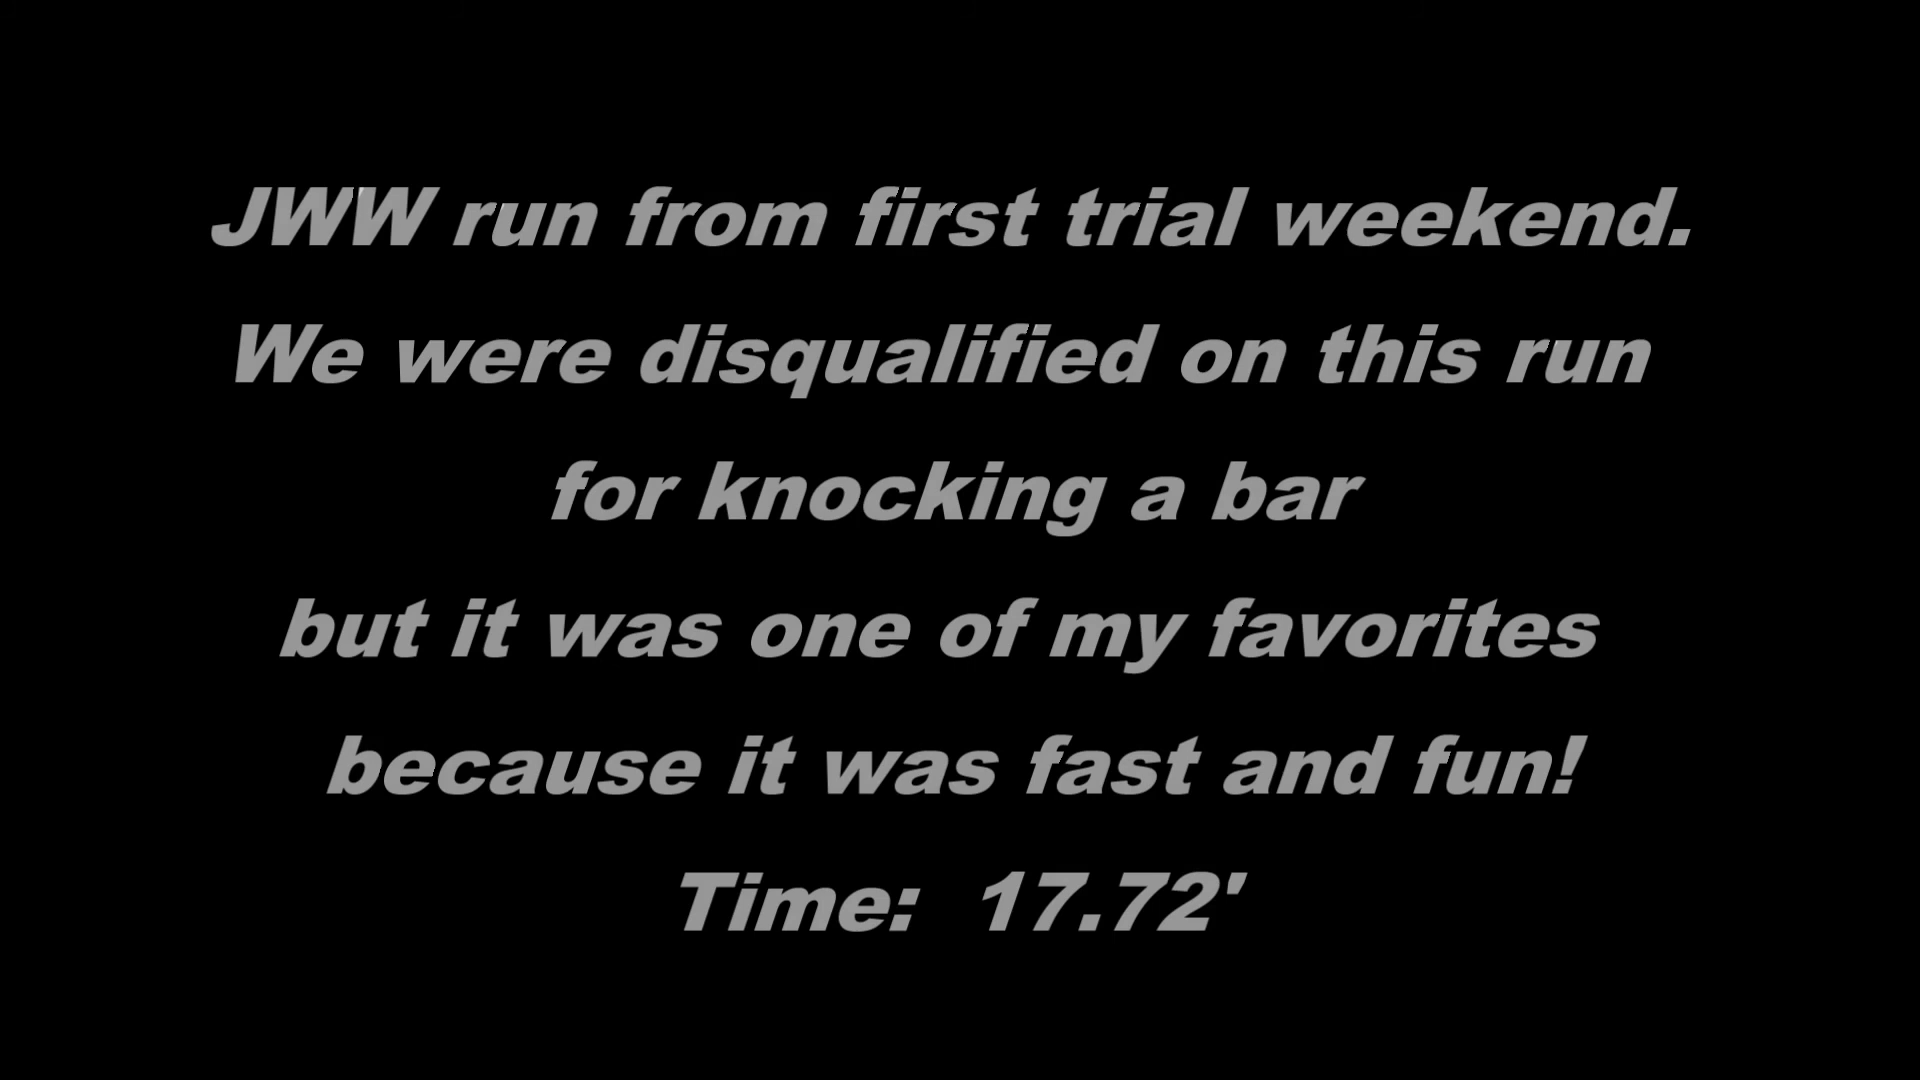 JWW run from first trial weekend.
We were disqualified on this run
for knocking a bar
but it was one of my favorites
because it was fast and fun!
Time:  17.72'